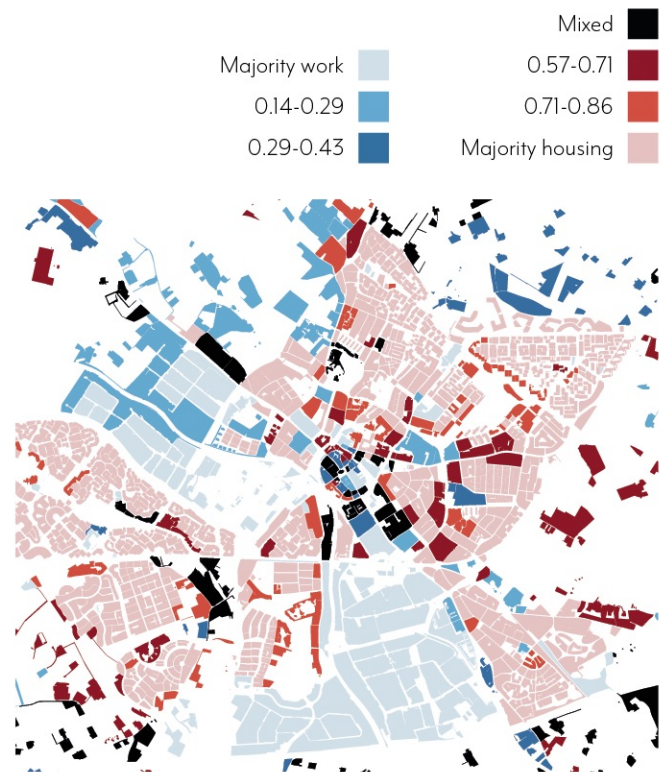 Mixed
Majority work
0.57-0.71
0.14-0.29
0.71-0.86
0.29-0.43
Majority housing